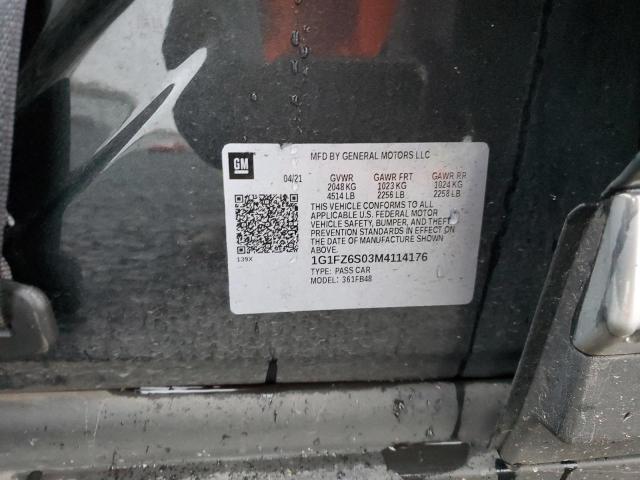 GM
MFD BY GENERAL MOTORS LLC
04/21 GVWR GAWR FRT GAWR RR
2048 KG 1023 KG 1024 KG
4514 LB 2256 LB 2258 LB
THIS VEHICLE CONFORMS TO ALL
APPLICABLE U.S. FEDERAL MOTOR
VEHICLE SAFETY, BUMPER, AND THEFT
PREVENTION STANDARDS IN EFFECT ON
THE DATE OF MANUFACTURE SHOWN
ABOVE.
139X
1G1FZ6S03M4114176
TYPE: PASS CAR
MODEL: 361FB48